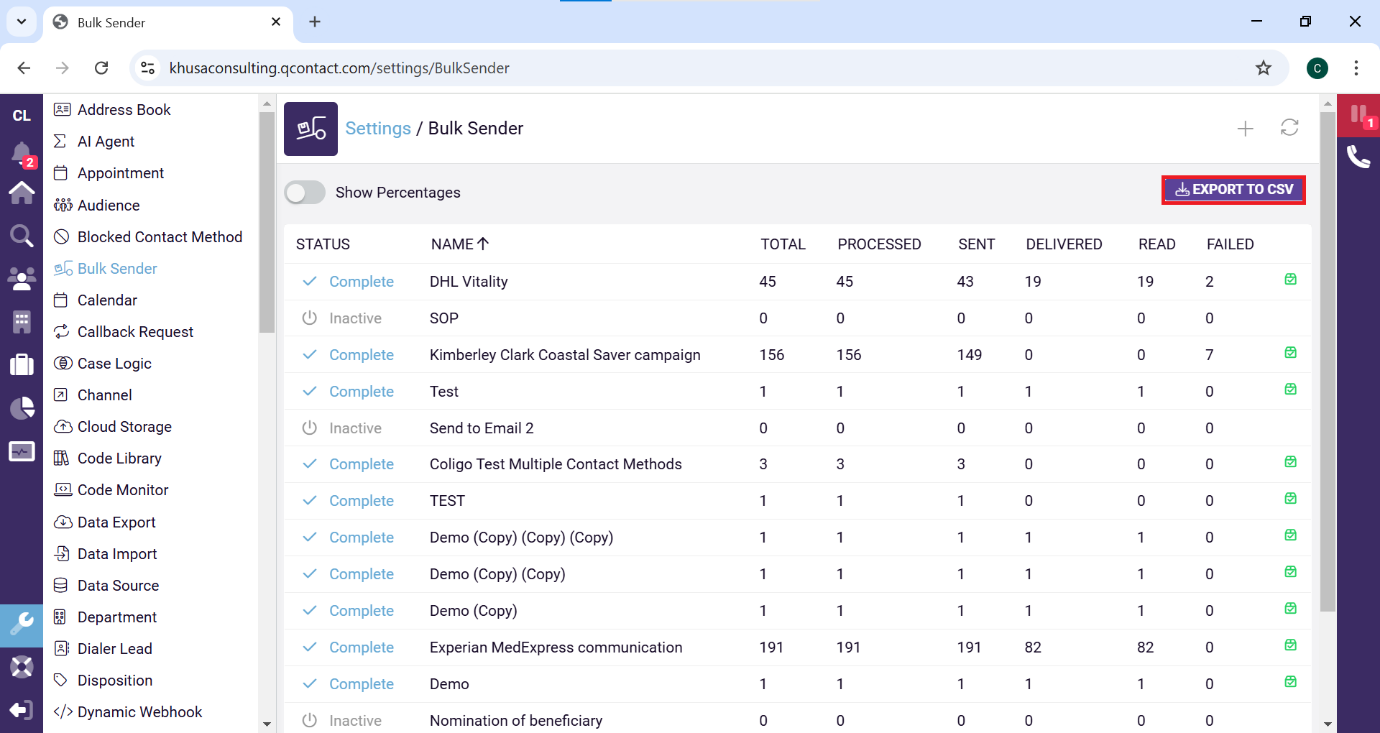 Bulk Sender
khusaconsulting.qcontact.com/settings/BulkSender
C
CL
2
1
Address Book
AI Agent
Appointment
Audience
Blocked Contact Method
Bulk Sender
Calendar
Callback Request
Case Logic
Channel
Cloud Storage
Code Library
Code Monitor
Data Export
Data Import
Data Source
Department
Dialer Lead
Disposition
</> Dynamic Webhook
Settings / Bulk Sender
Show Percentages
EXPORT TO CSV
STATUS NAME TOTAL PROCESSED SENT DELIVERED READ FAILED
Complete DHL Vitality 45 45 43 19 19 2
Inactive SOP 0 0 0 0 0 0
Complete Kimberley Clark Coastal Saver campaign 156 156 149 0 0 7
Complete Test 1 1 1 1 1 0
Inactive Send to Email 2 0 0 0 0 0 0
Complete Coligo Test Multiple Contact Methods 3 3 3 0 0 0
Complete TEST 1 1 1 0 0 0
Complete Demo (Copy) (Copy) (Copy) 1 1 1 1 1 0
Complete Demo (Copy) (Copy) 1 1 1 1 1 0
Complete Demo (Copy) 1 1 1 1 1 0
Complete Experian MedExpress communication 191 191 191 82 82 0
Complete Demo 1 1 1 1 1 0
Inactive Nomination of beneficiary 0 0 0 0 0 0